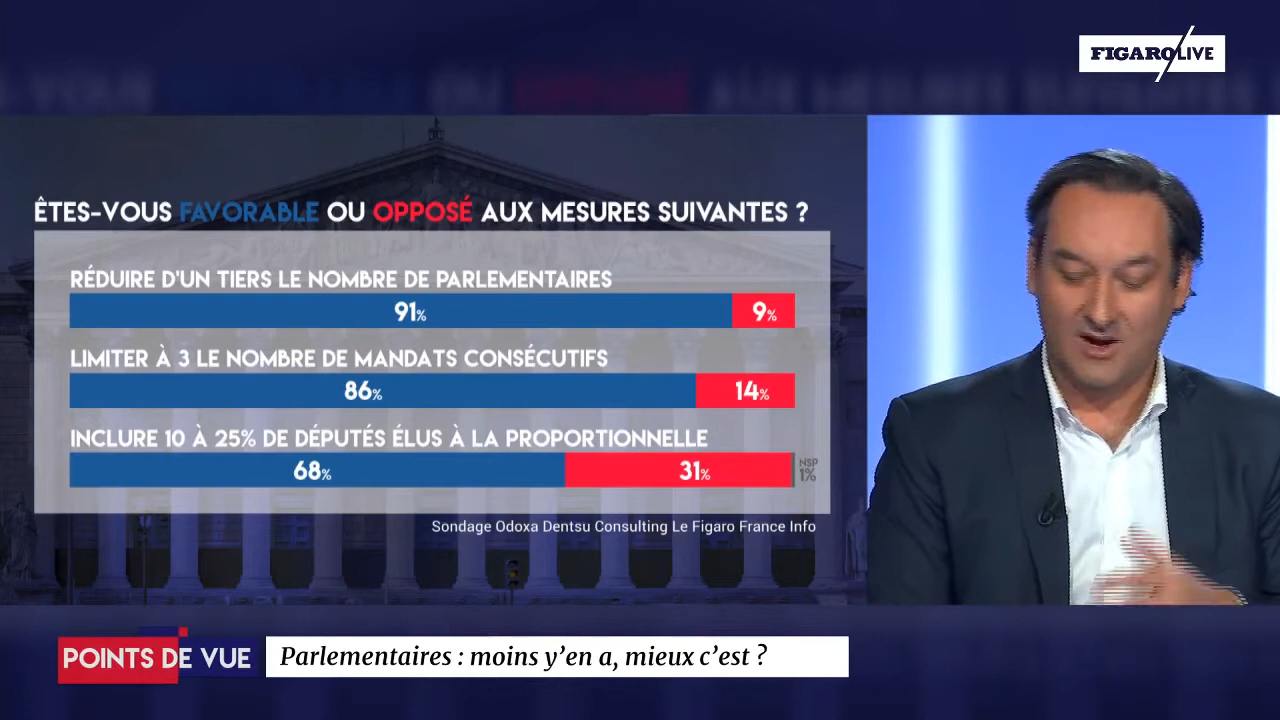 FIGARO LIVE
ÊTES-VOUS FAVORABLE OU OPPOSÉ AUX MESURES SUIVANTES ?
RÉDUIRE D'UN TIERS LE NOMBRE DE PARLEMENTAIRES
91% 9%
LIMITER À 3 LE NOMBRE DE MANDATS CONSÉCUTIFS
86% 14%
INCLURE 10 À 25% DE DÉPUTÉS ÉLUS À LA PROPORTIONNELLE
68% 31% NSP 1%
Sondage Odoxa Dentsu Consulting Le Figaro France Info
POINTS DE VUE
Parlementaires : moins y'en a, mieux c'est ?